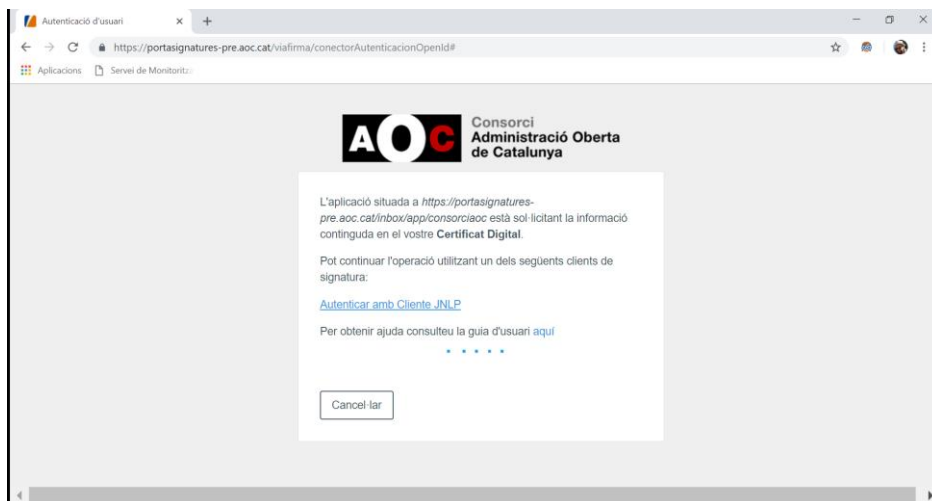 Autenticació d'usuari
https://portasignatures-pre.aoc.cat/viafirma/conectorAutenticacionOpenId#
Aplicacions
Servei de Monitoritz
AOC
Consorci
Administració Oberta
de Catalunya
L'aplicació situada a https://portasignatures-
pre.aoc.cat/inbox/app/consorciaoc està sol·licitant la informació
continguda en el vostre Certificat Digital.
Pot continuar l'operació utilitzant un dels següents clients de
signatura:
Autenticar amb Cliente JNLP
Per obtenir ajuda consulteu la guia d'usuari aquí
Cancel·lar